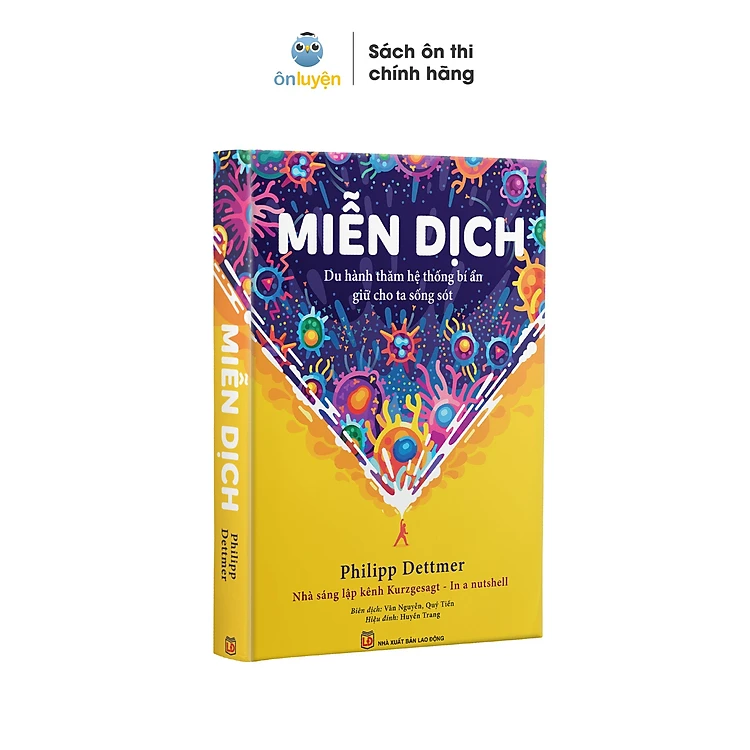 ônluyện
Sách ôn thi
chính hãng
MIỄN DỊCH
Du hành thăm hệ thống bí ẩn
giữ cho ta sống sót
MIỄN DỊCH
Philipp
Dettmer
Philipp Dettmer
Nhà sáng lập kênh Kurzgesagt - In a nutshell
Biên dịch: Vân Nguyễn, Quý Tiến
Hiệu đính: Huyền Trang
LĐ
LĐ
NHÀ XUẤT BẢN LAO ĐỘNG